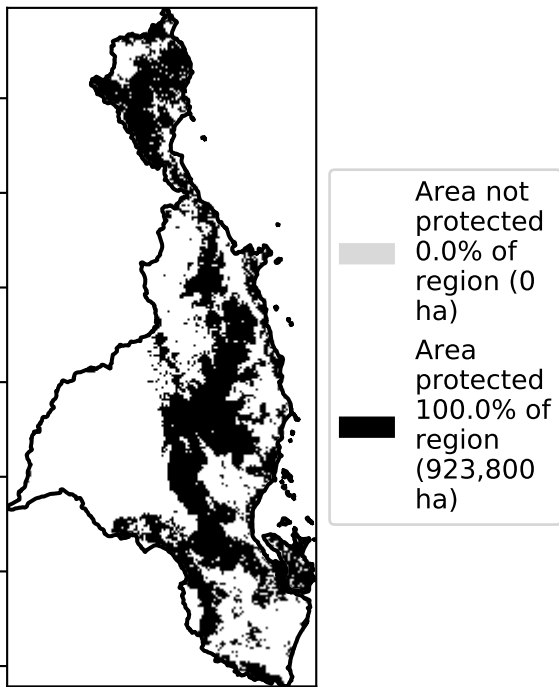 Area not
protected
0.0% of
region (0
ha)
Area
protected
100.0% of
region
(923,800
ha)